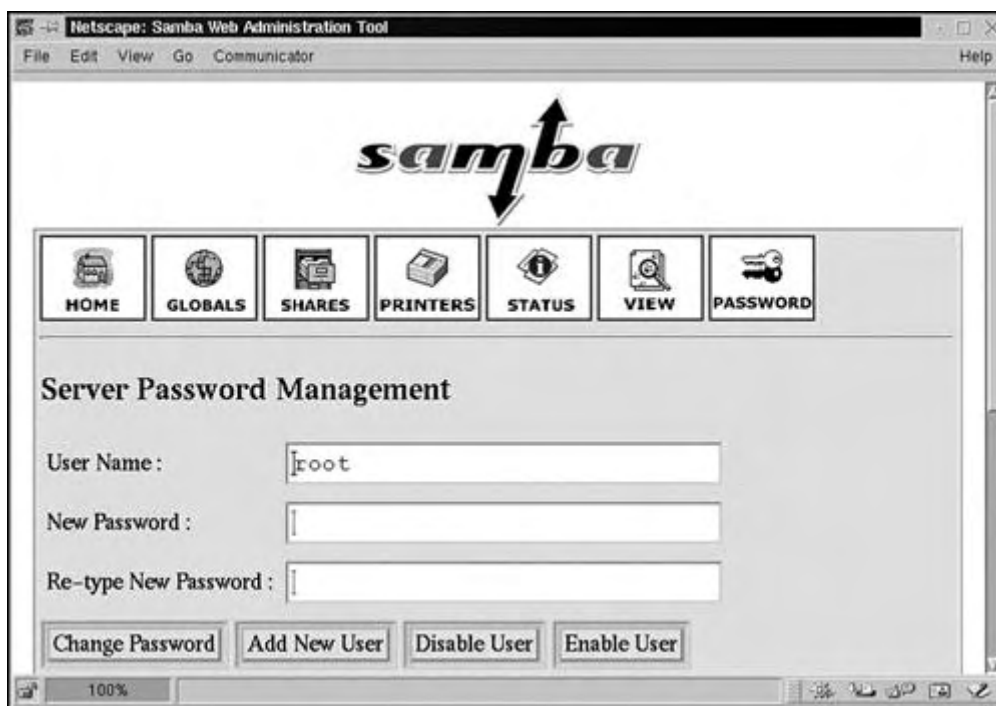 Netscape: Samba Web Administration Tool
File Edit View Go Communicator Help
samba
HOME GLOBALS SHARES PRINTERS STATUS VIEW PASSWORD
Server Password Management
User Name : root
New Password :
Re-type New Password :
Change Password Add New User Disable User Enable User
100%